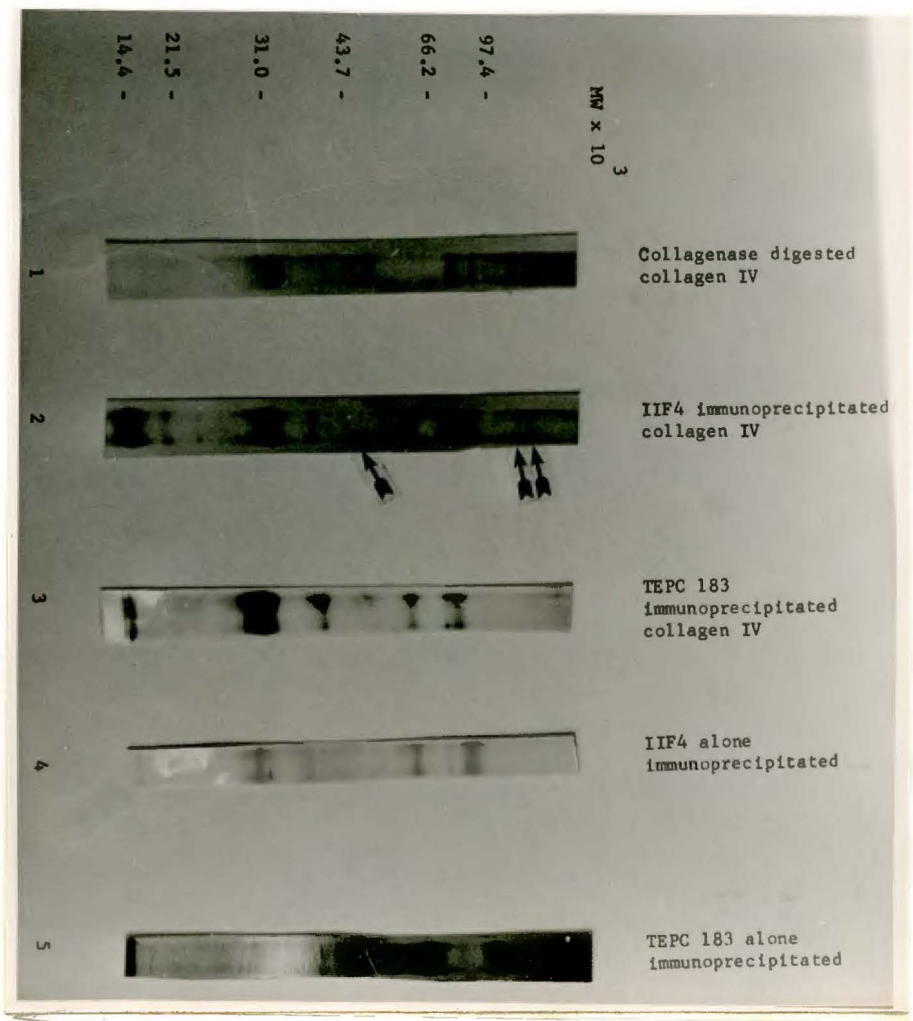 MW x 10 3
97.4 -
66.2 -
43.7 -
31.0 -
21.5 -
14.4 -
1
Collagenase digested
collagen IV
2
IIF4 immunoprecipitated
collagen IV
3
TEPC 183
immunoprecipitated
collagen IV
4
IIF4 alone
immunoprecipitated
5
TEPC 183 alone
immunoprecipitated